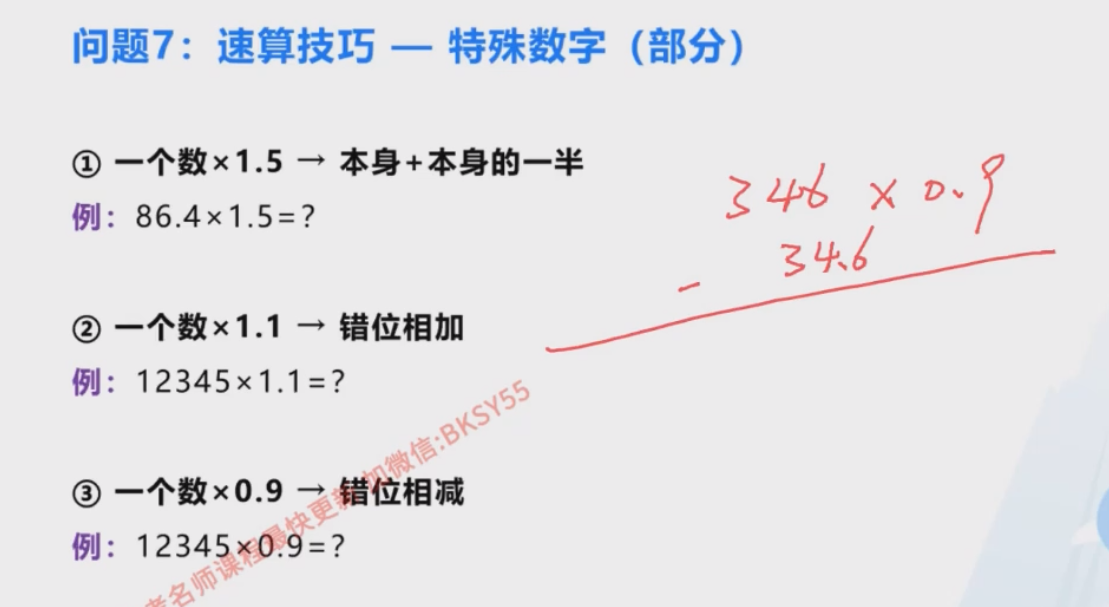 问题7：速算技巧 — 特殊数字（部分）
① 一个数×1.5 → 本身+本身的一半
例：86.4×1.5=？
346 × 0.9
- 34.6
② 一个数×1.1 → 错位相加
例：12345×1.1=？
③ 一个数×0.9 → 错位相减
例：12345×0.9=？
考名师课程最快更新加微信:BKSY55